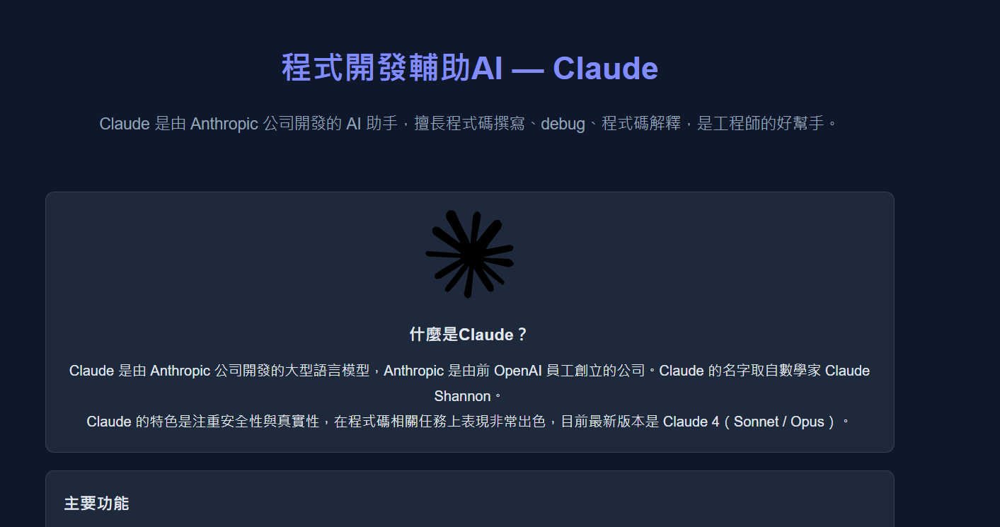 程式開發輔助AI — Claude
Claude 是由 Anthropic 公司開發的 AI 助手，擅長程式碼撰寫、debug、程式碼解釋，是工程師的好幫手。
什麼是Claude？
Claude 是由 Anthropic 公司開發的大型語言模型，Anthropic 是由前 OpenAI 員工創立的公司。Claude 的名字取自數學家 Claude
Shannon。
Claude 的特色是注重安全性與真實性，在程式碼相關任務上表現非常出色，目前最新版本是 Claude 4（Sonnet / Opus）。
主要功能